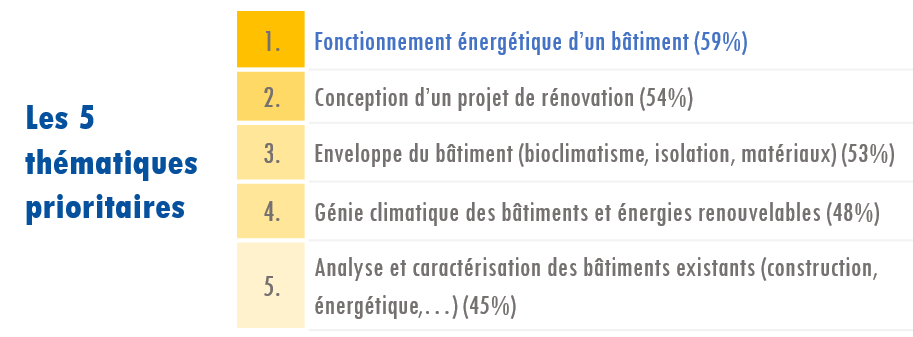 Les 5
thématiques
prioritaires
1. Fonctionnement énergétique d’un bâtiment (59%)
2. Conception d’un projet de rénovation (54%)
3. Enveloppe du bâtiment (bioclimatisme, isolation, matériaux) (53%)
4. Génie climatique des bâtiments et énergies renouvelables (48%)
5. Analyse et caractérisation des bâtiments existants (construction,
énergétique,…) (45%)